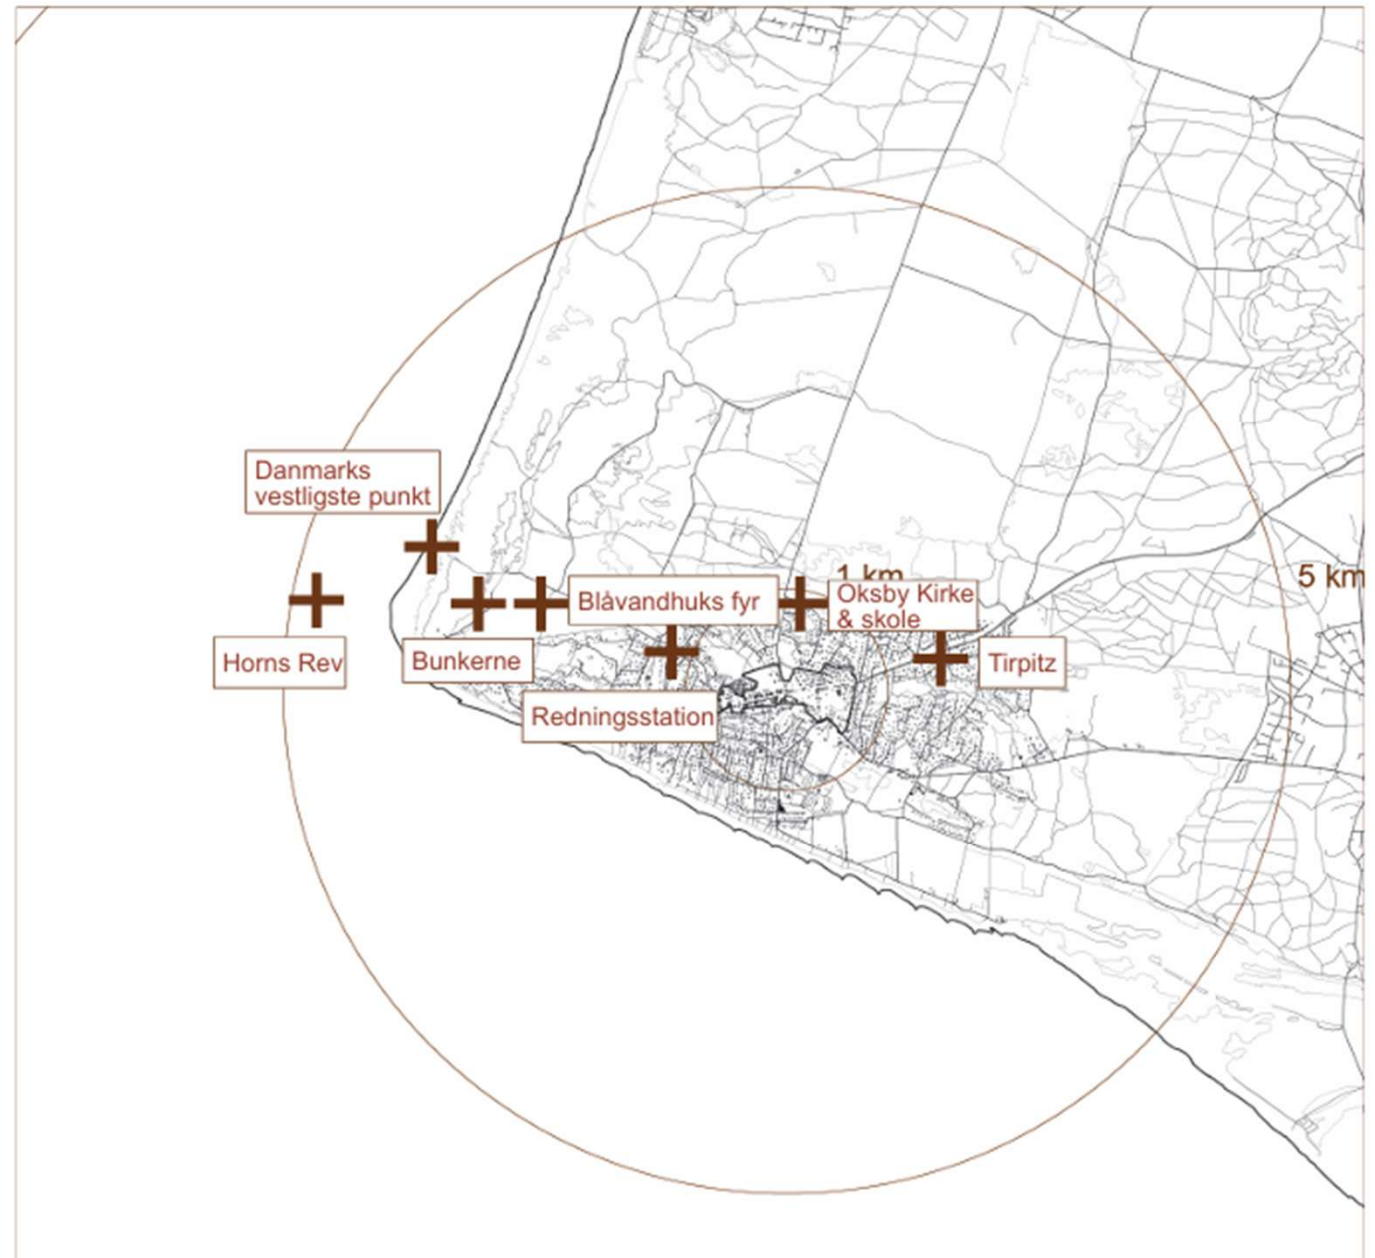 Danmarks
vestligste punkt
1 km
5 km
Blåvandhuks fyr
Oksby Kirke
& skole
Horns Rev
Bunkerne
Tirpitz
Redningsstation